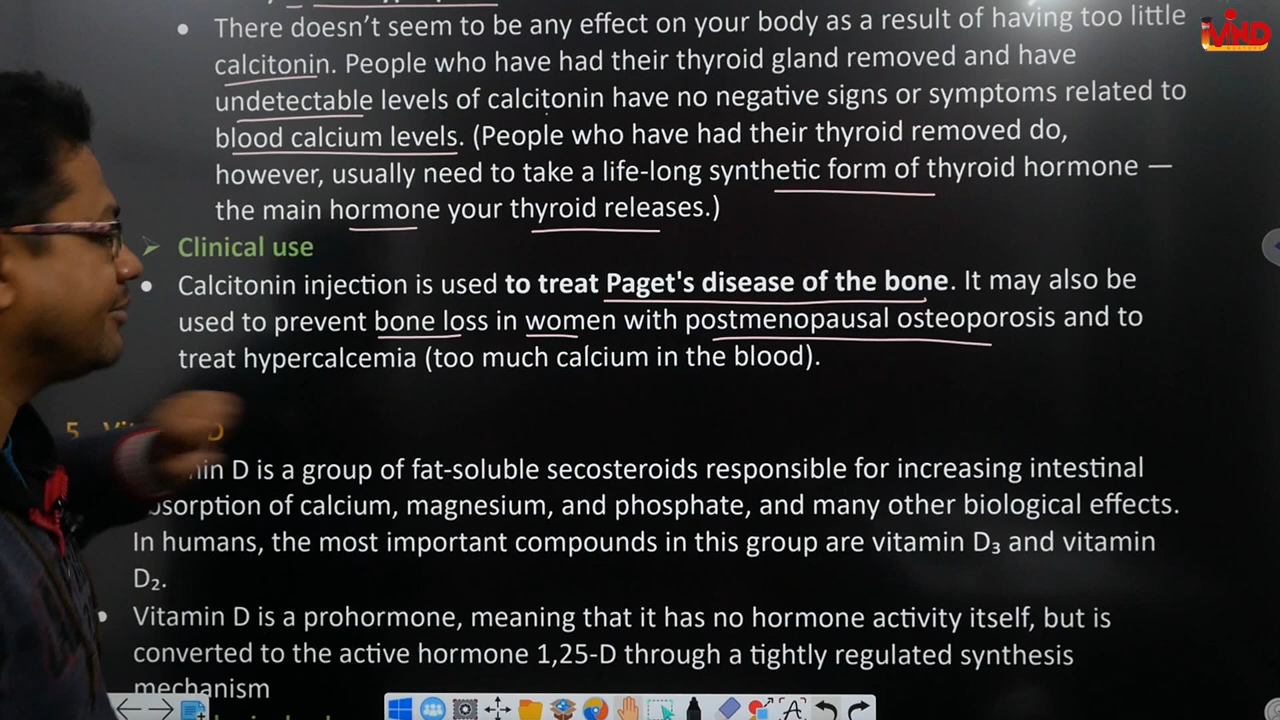 There doesn’t seem to be any effect on your body as a result of having too little
calcitonin. People who have had their thyroid gland removed and have
undetectable levels of calcitonin have no negative signs or symptoms related to
blood calcium levels. (People who have had their thyroid removed do,
however, usually need to take a life-long synthetic form of thyroid hormone —
the main hormone your thyroid releases.)
Clinical use
Calcitonin injection is used to treat Paget's disease of the bone. It may also be
used to prevent bone loss in women with postmenopausal osteoporosis and to
treat hypercalcemia (too much calcium in the blood).
5. D
D is a group of fat-soluble secosteroids responsible for increasing intestinal
of calcium, magnesium, and phosphate, and many other biological effects.
In humans, the most important compounds in this group are vitamin D₃ and vitamin
D₂.
Vitamin D is a prohormone, meaning that it has no hormone activity itself, but is
converted to the active hormone 1,25-D through a tightly regulated synthesis
mechanism